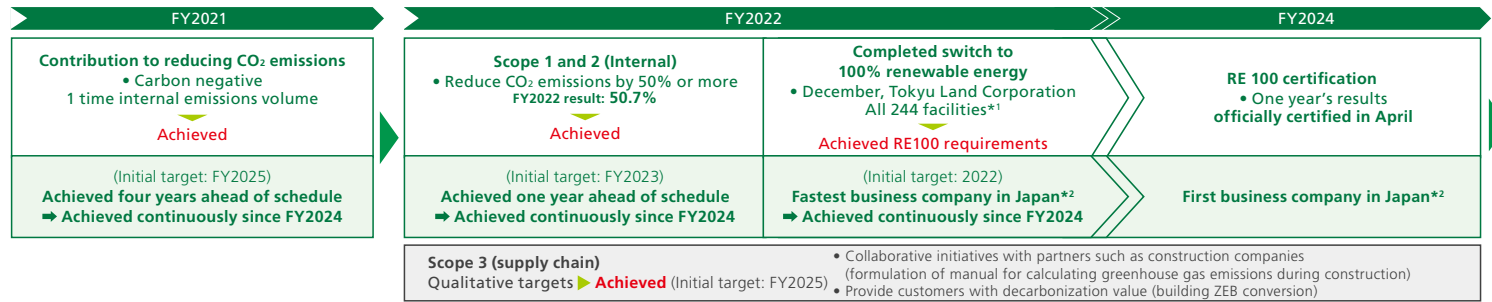 FY2021
Contribution to reducing CO₂ emissions
• Carbon negative
1 time internal emissions volume
Achieved
(Initial target: FY2025)
Achieved four years ahead of schedule
➡ Achieved continuously since FY2024
FY2022
Scope 1 and 2 (Internal)
• Reduce CO₂ emissions by 50% or more
FY2022 result: 50.7%
Achieved
(Initial target: FY2023)
Achieved one year ahead of schedule
➡ Achieved continuously since FY2024
Completed switch to
100% renewable energy
• December, Tokyu Land Corporation
All 244 facilities*1
Achieved RE100 requirements
(Initial target: 2022)
Fastest business company in Japan*2
➡ Achieved continuously since FY2024
FY2024
RE 100 certification
• One year's results
officially certified in April
First business company in Japan*2
Scope 3 (supply chain)
Qualitative targets ▶ Achieved (Initial target: FY2025)
• Collaborative initiatives with partners such as construction companies
(formulation of manual for calculating greenhouse gas emissions during construction)
• Provide customers with decarbonization value (building ZEB conversion)